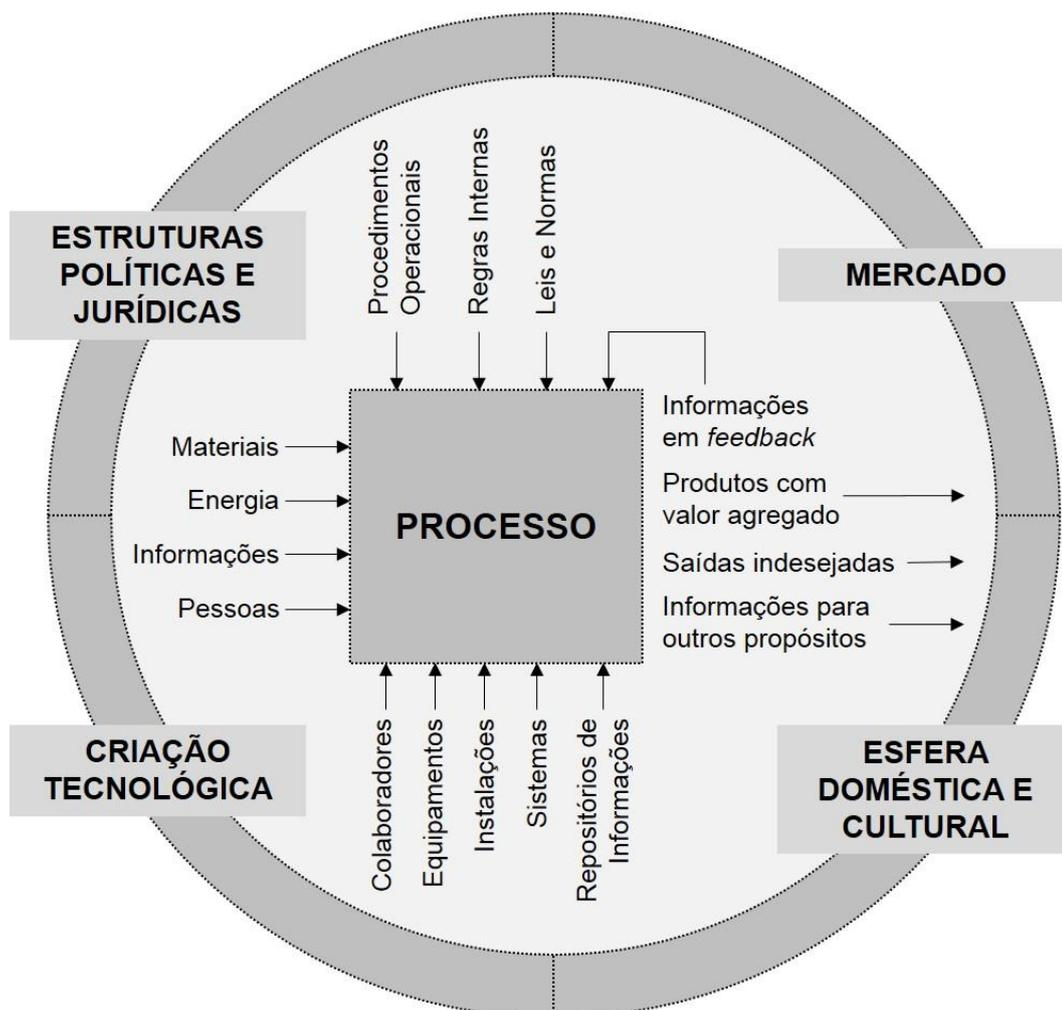 ESTRUTURAS
POLÍTICAS E
JURÍDICAS
Procedimentos
Operacionais
Regras Internas
Leis e Normas
MERCADO
Informações
em feedback
Materiais
Energia
Informações
Pessoas
PROCESSO
Produtos com
valor agregado
Saídas indesejadas
Informações para
outros propósitos
CRIAÇÃO
TECNOLÓGICA
Colaboradores
Equipamentos
Instalações
Sistemas
Repositórios de
Informações
ESFERA
DOMÉSTICA E
CULTURAL